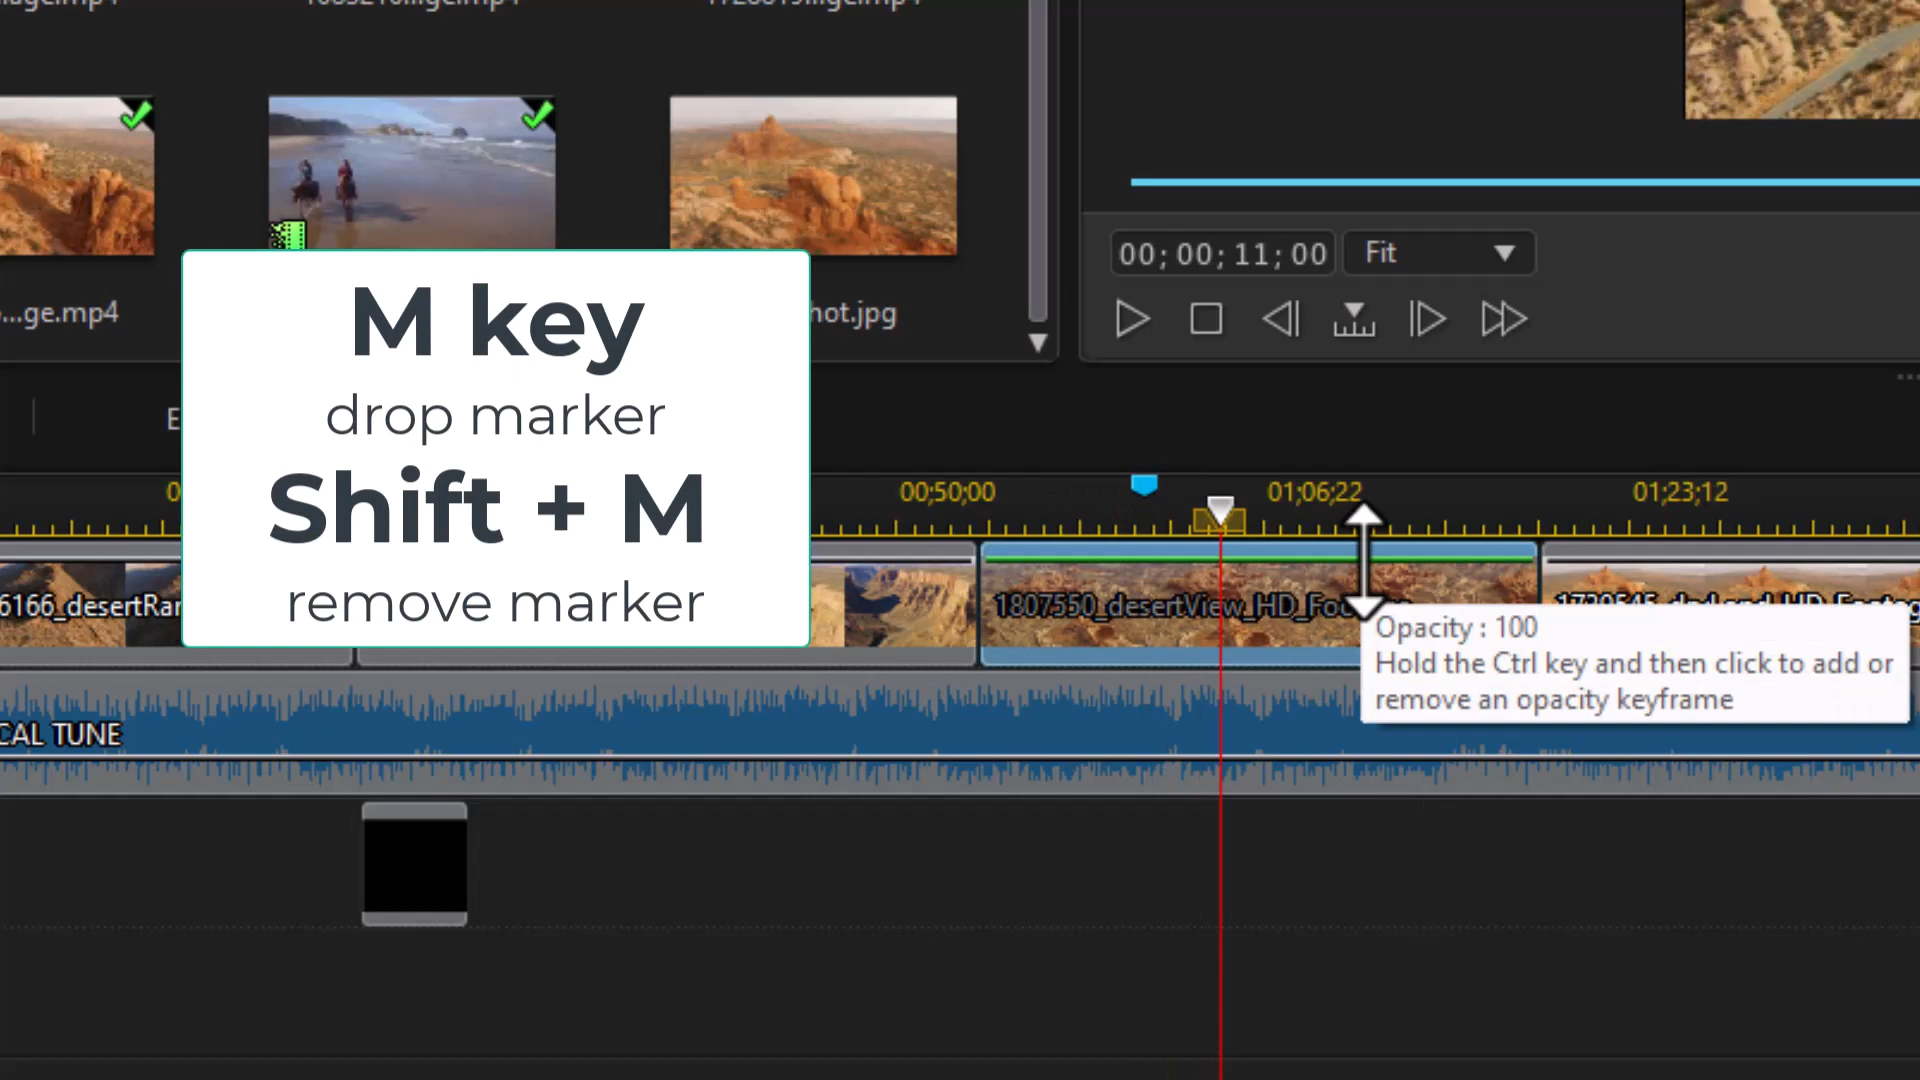 ...ge.mp4
hot.jpg
00;00;11;00
Fit
M key
drop marker
Shift + M
remove marker
00;50;00
01;06;22
01;23;12
6166_desertRar
1807550_desertView_HD_Foo
Opacity : 100
Hold the Ctrl key and then click to add or
remove an opacity keyframe
CAL TUNE